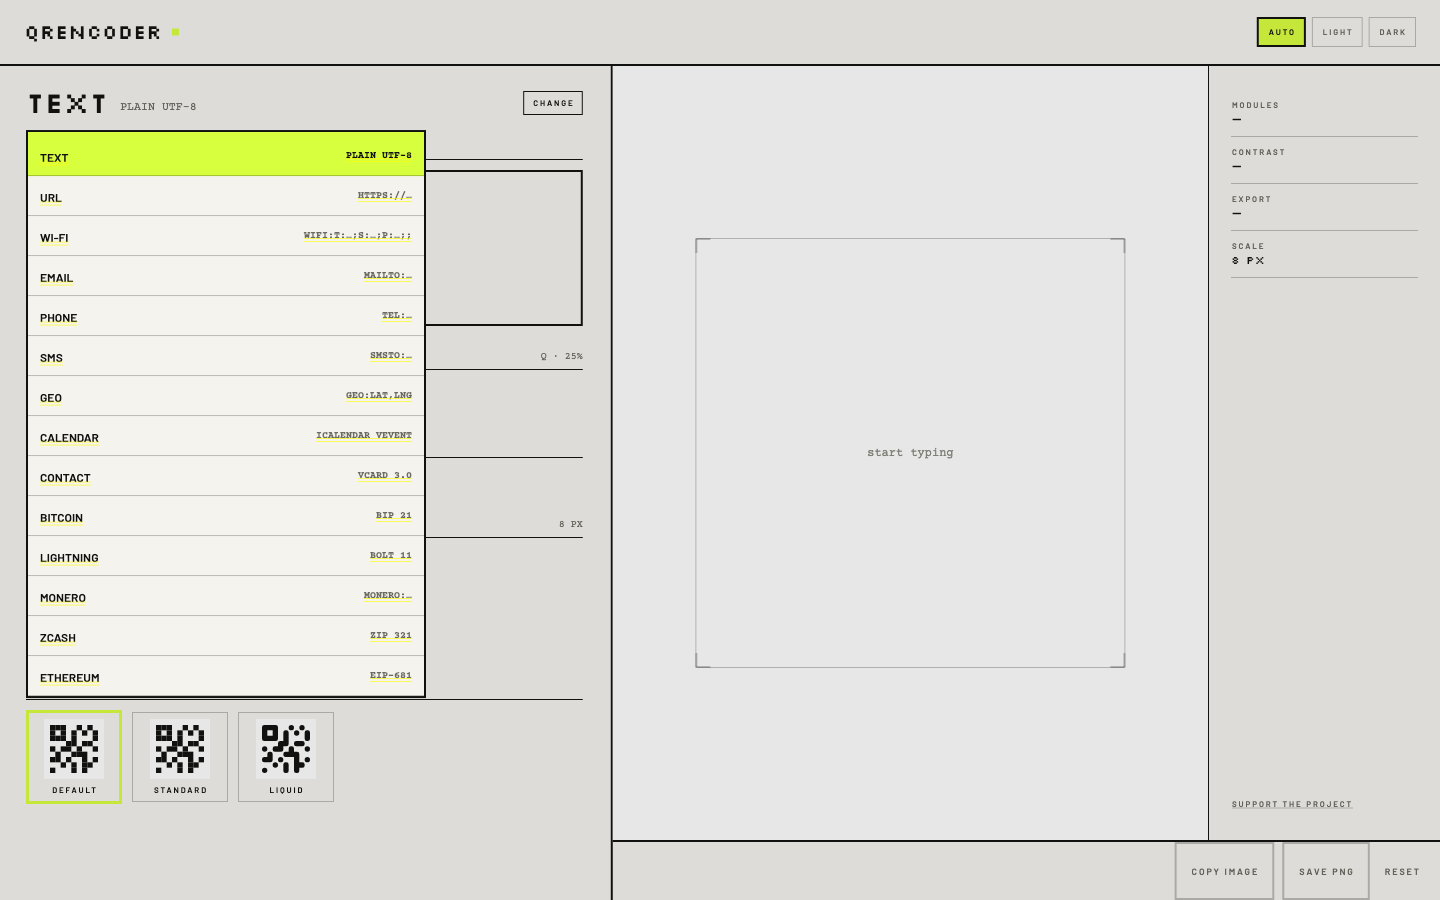 QRENCODER
AUTO LIGHT DARK
TEXT PLAIN UTF-8 CHANGE
TEXT PLAIN UTF-8
URL HTTPS://…
WI-FI WIFI:T:…;S:…;P:…;;
EMAIL MAILTO:…
PHONE TEL:…
SMS SMSTO:…
GEO GEO:LAT,LNG
CALENDAR ICALENDAR VEVENT
CONTACT VCARD 3.0
BITCOIN BIP 21
LIGHTNING BOLT 11
MONERO MONERO:…
ZCASH ZIP 321
ETHEREUM EIP-681
Q · 25%
8 PX
DEFAULT STANDARD LIQUID
start typing
MODULES
—
CONTRAST
—
EXPORT
—
SCALE
8 PX
SUPPORT THE PROJECT
COPY IMAGE SAVE PNG RESET